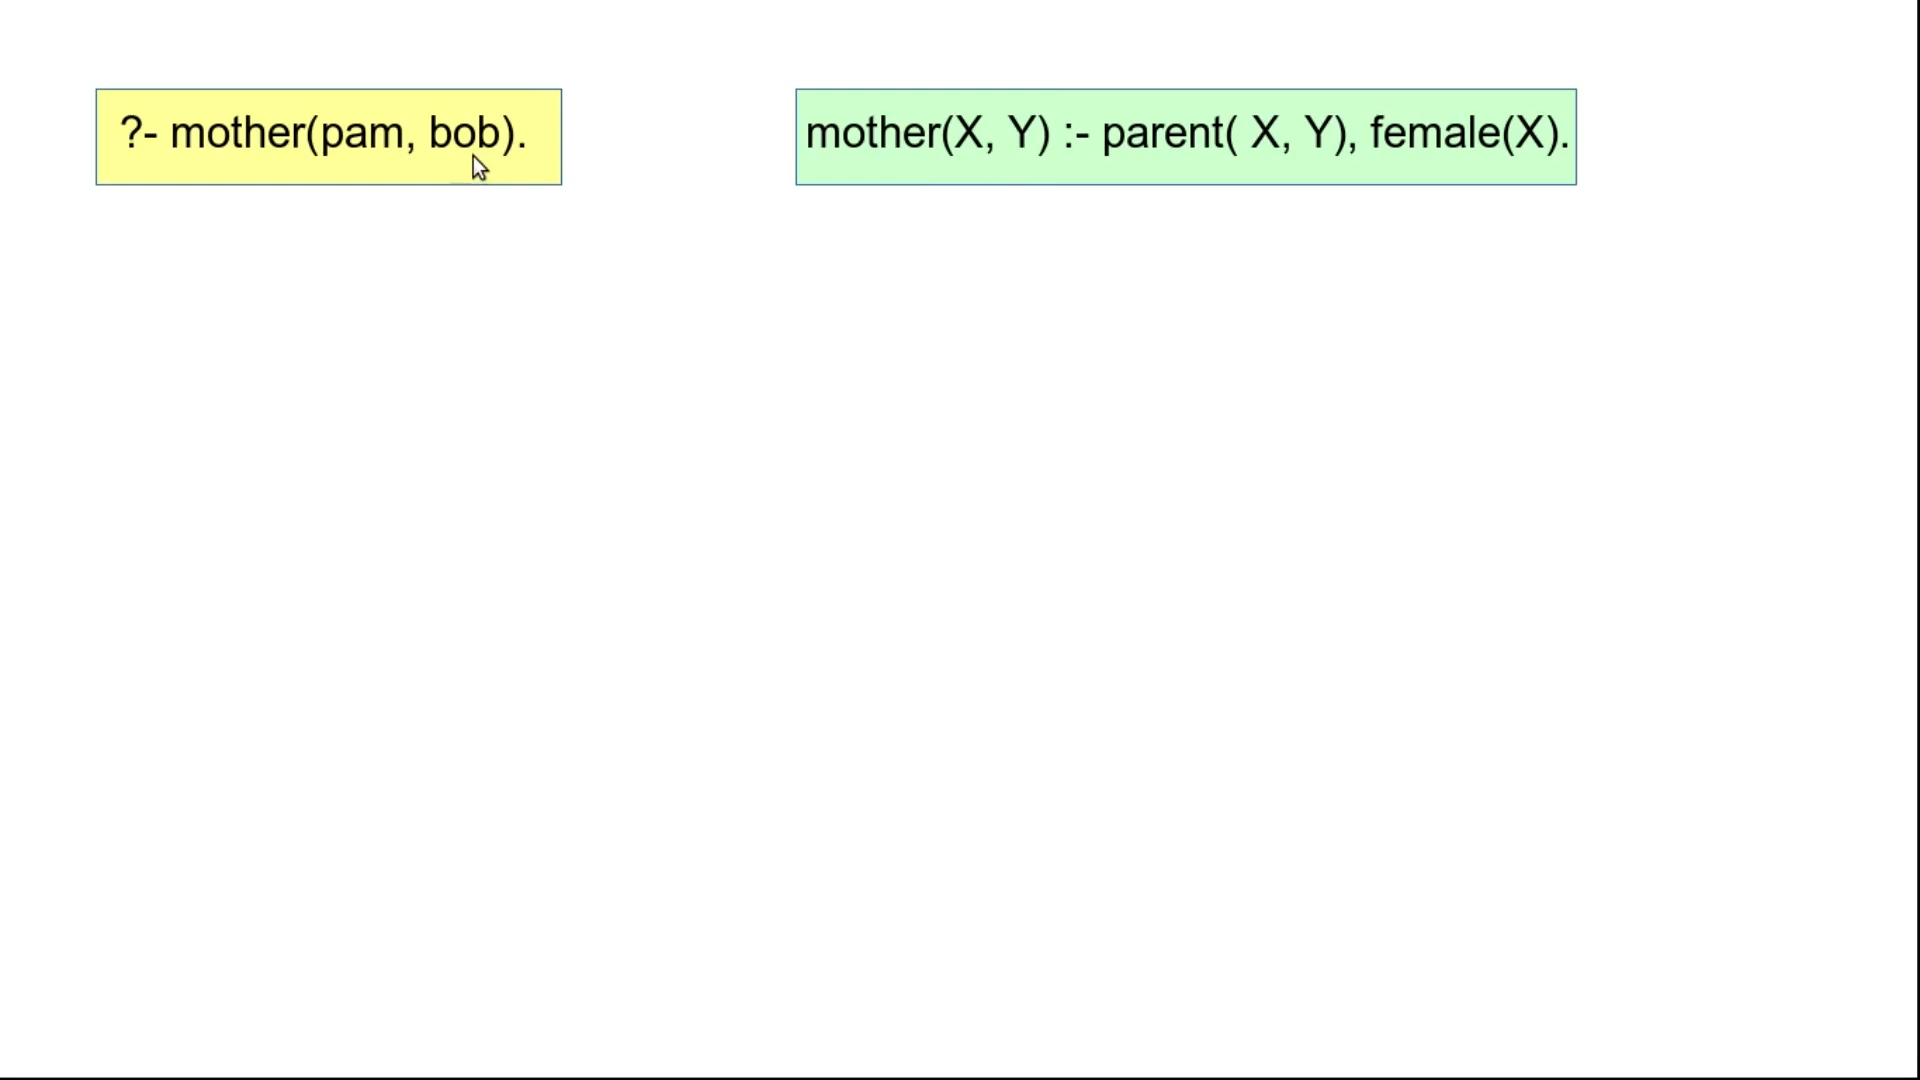 ?- mother(pam, bob).
mother(X, Y) :- parent( X, Y), female(X).